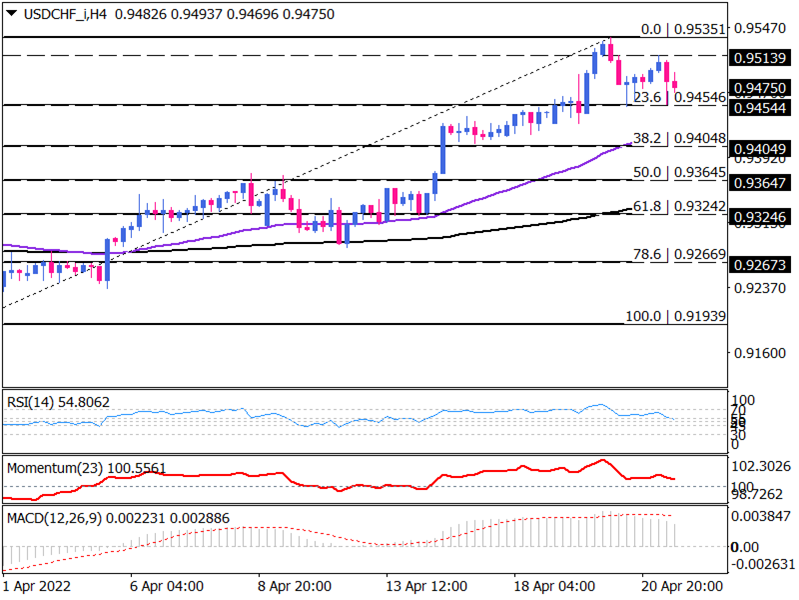 USDCHF_i,H4 0.94826 0.94937 0.94696 0.94750
0.0 | 0.95351
0.95470
0.95139
0.94750
23.6 | 0.94546
0.94544
38.2 | 0.94048
0.94049
0.93920
50.0 | 0.93645
0.93647
61.8 | 0.93242
0.93246
78.6 | 0.92669
0.92673
0.92370
100.0 | 0.91939
0.91600
RSI(14) 54.8062
100
70
30
0
Momentum(23) 100.5561
102.3026
100
98.7262
MACD(12,26,9) 0.002231 0.002886
0.003847
0.00
-0.002631
1 Apr 2022 6 Apr 04:00 8 Apr 20:00 13 Apr 12:00 18 Apr 04:00 20 Apr 20:00